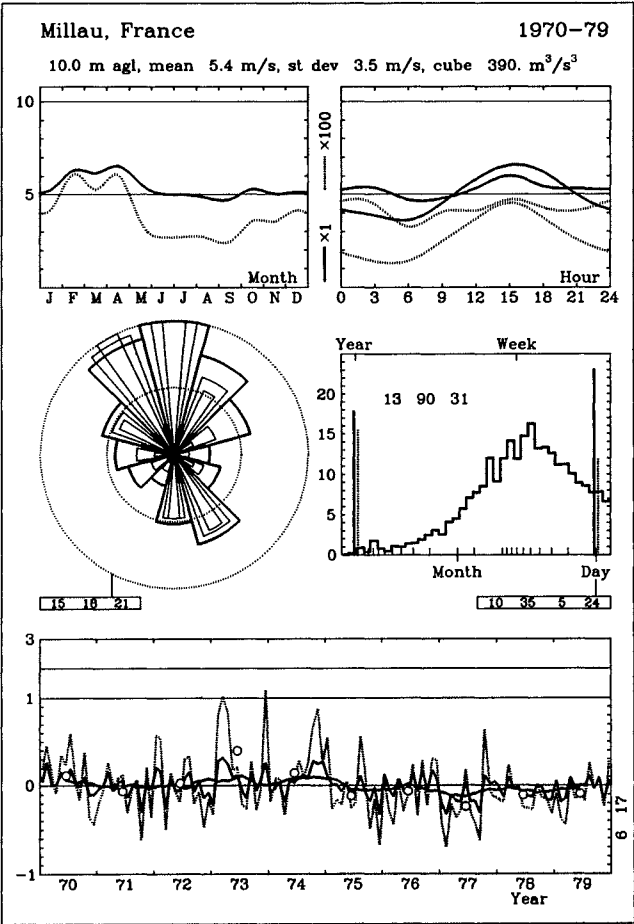 Millau, France 1970-79
10.0 m agl, mean 5.4 m/s, st dev 3.5 m/s, cube 390. m³/s³
10
5
J F M A M J J A S O N D
Month
×1 ×100
0 3 6 9 12 15 18 21 24
Hour
Year Week
20
15
10
5
0
13 90 31
Month Day
15 18 21
10 35 5 24
3
1
0
-1
70 71 72 73 74 75 76 77 78 79
Year
6 17